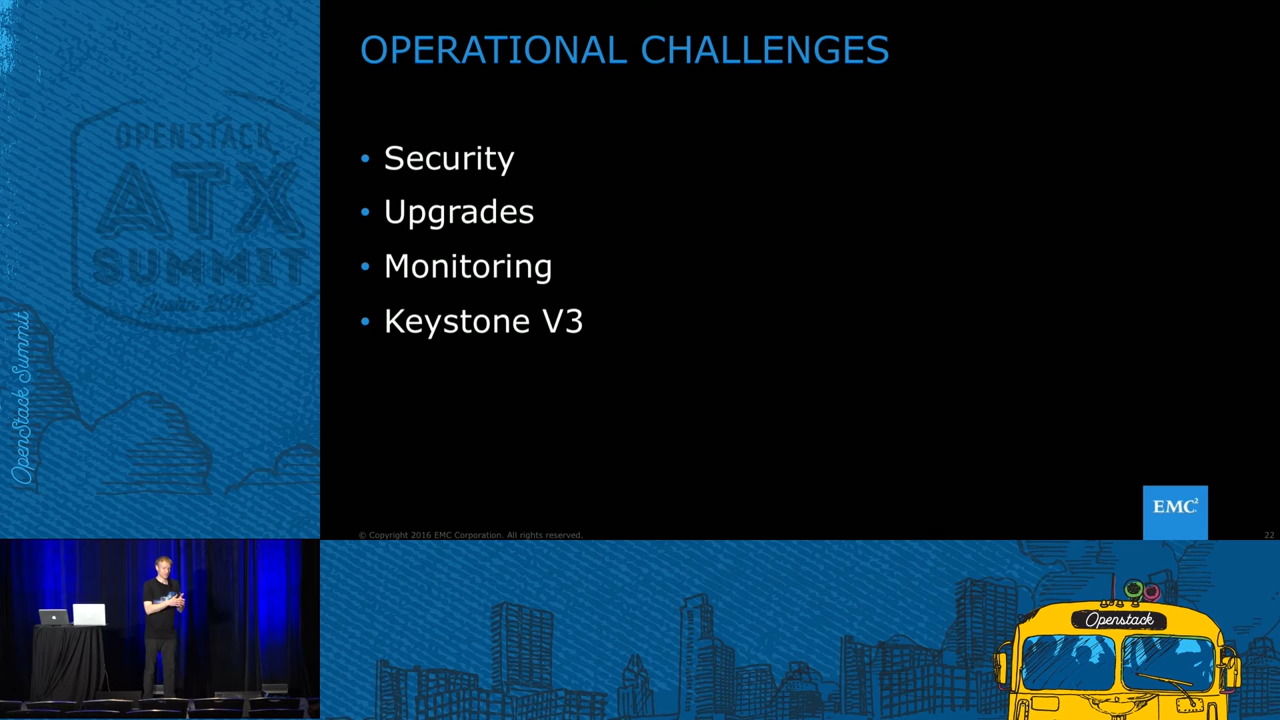 OPERATIONAL CHALLENGES
• Security
• Upgrades
• Monitoring
• Keystone V3
EMC²
© Copyright 2016 EMC Corporation. All rights reserved.
22
OPENSTACK
ATX
SUMMIT
Austin 2016
OpenStack Summit
Openstack